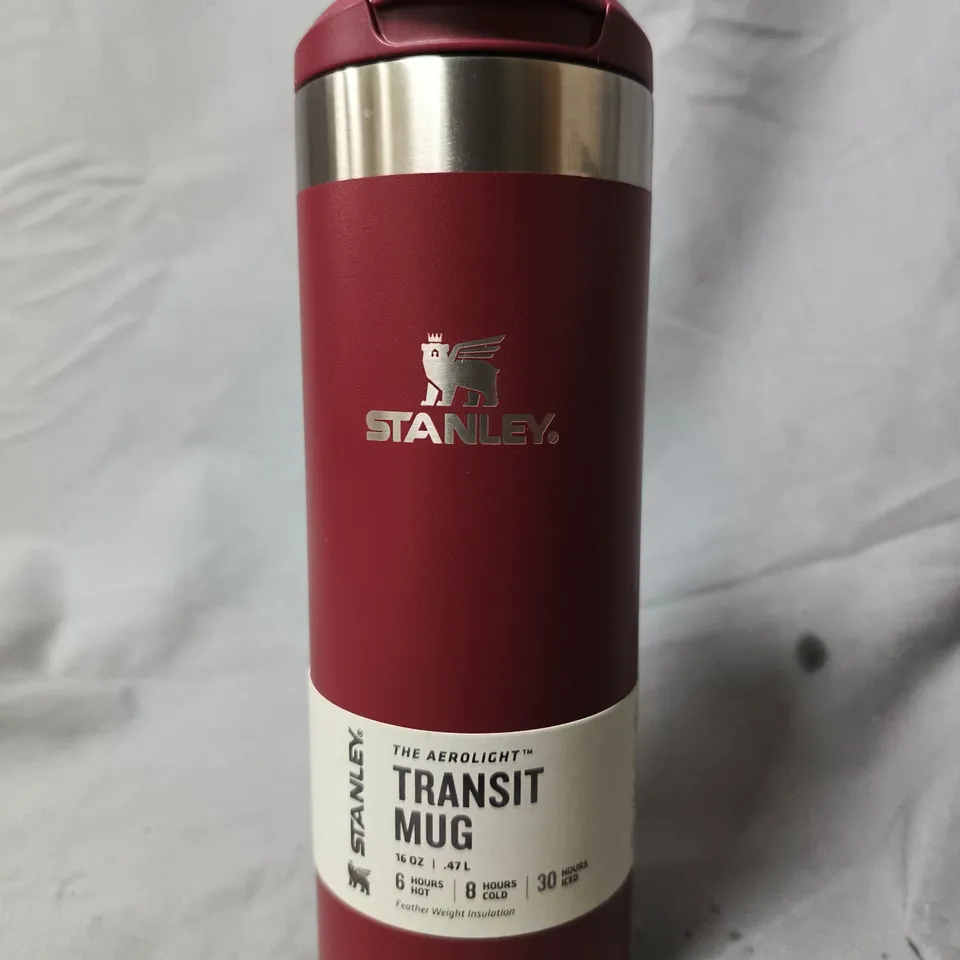 STANLEY®
STANLEY®
THE AEROLIGHT™
TRANSIT
MUG
16 OZ | .47 L
6 HOURS HOT | 8 HOURS COLD | 30 HOURS ICED
Feather Weight Insulation